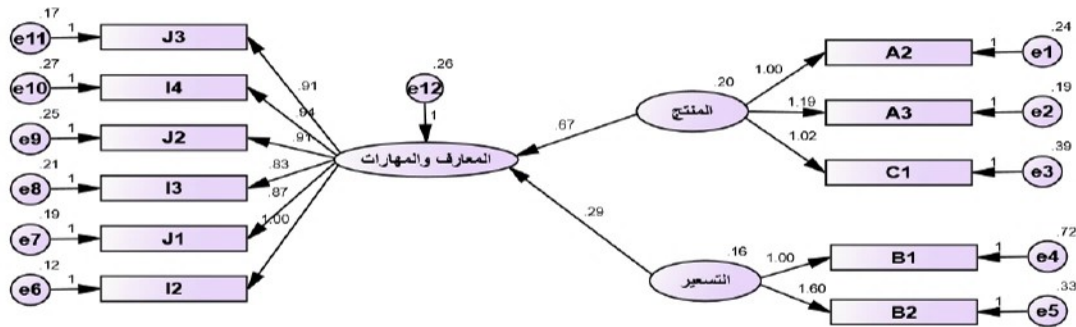 .17
e11
1
J3
.27
e10
1
I4
.25
e9
1
J2
.21
e8
1
I3
.19
e7
1
J1
.12
e6
1
I2
.91
.94
.91
.83
.87
1.00
.26
e12
1
المعارف والمهارات
.67
.29
.20
المنتج
1.00
1.19
1.02
A2
1
.24
e1
A3
1
.19
e2
C1
1
.39
e3
.16
التسعير
1.00
1.60
B1
1
.72
e4
B2
1
.33
e5